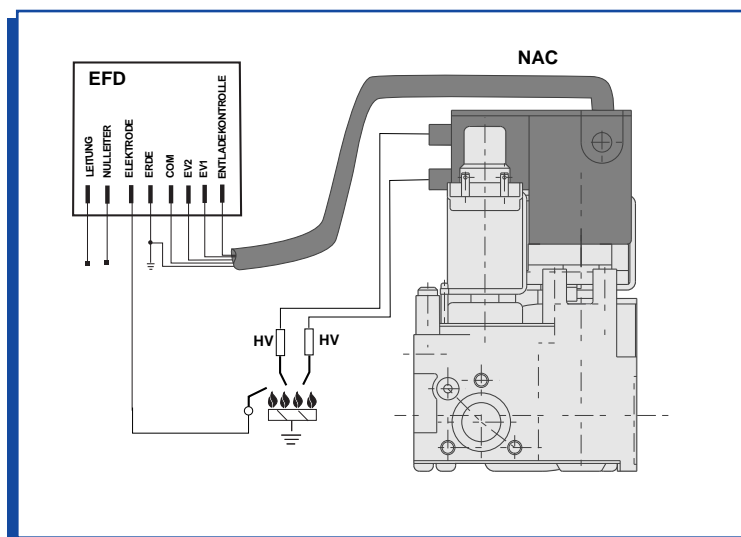 NAC
EFD
LEITUNG
NULLEITER
ELEKTRODE
ERDE
COM
EV2
EV1
ENTLADEKONTROLLE
HV
HV